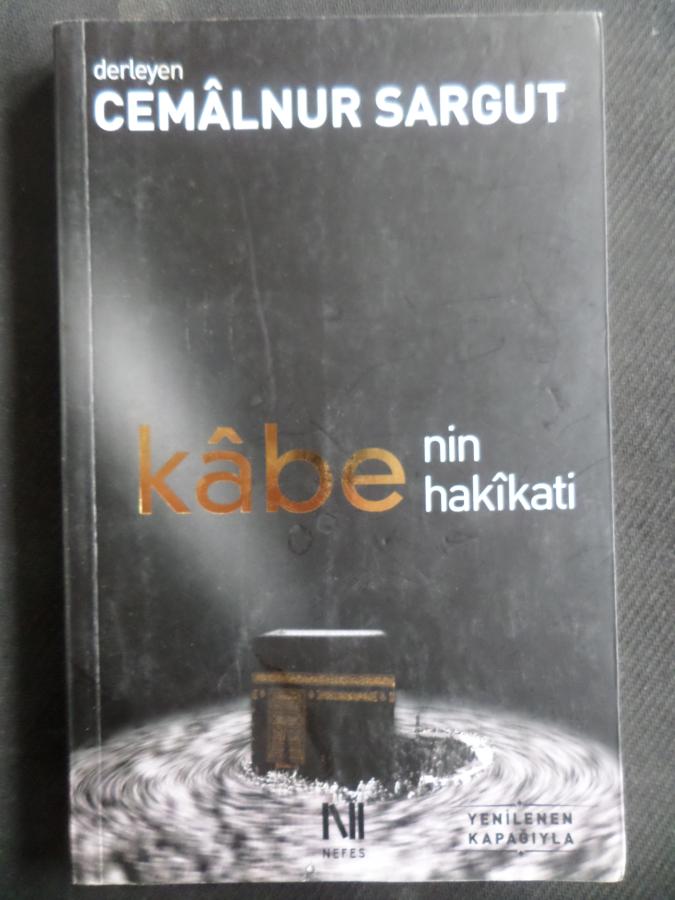 derleyen
CEMÂLNUR SARGUT
kâbe nin
hakîkati
NEFES
YENİLENEN
KAPAĞIYLA